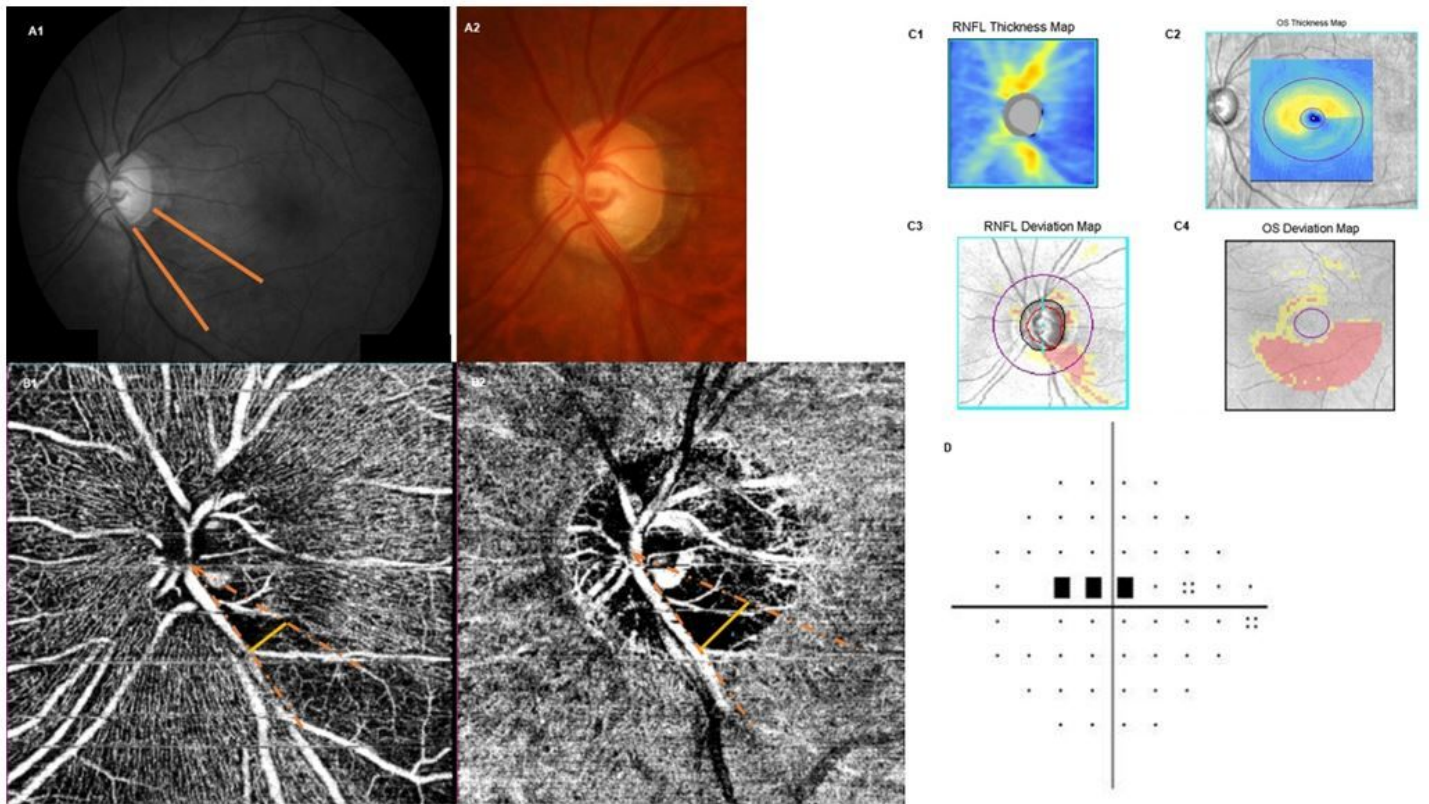 A1
A2
C1
RNFL Thickness Map
C2
OS Thickness Map
C3
RNFL Deviation Map
C4
OS Deviation Map
B1
B2
D